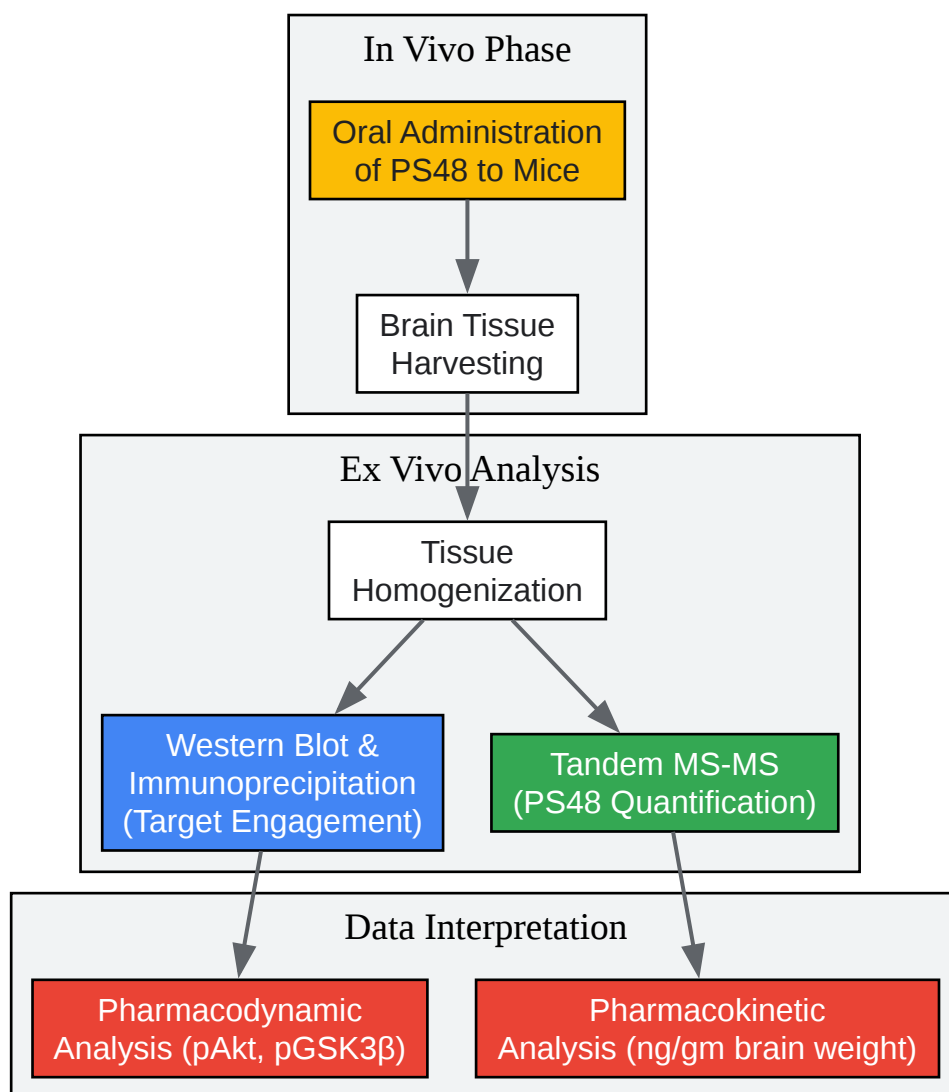 In Vivo Phase
Oral Administration
of PS48 to Mice
Brain Tissue
Harvesting
Ex Vivo Analysis
Tissue
Homogenization
Western Blot &
Immunoprecipitation
(Target Engagement)
Tandem MS-MS
(PS48 Quantification)
Data Interpretation
Pharmacodynamic
Analysis (pAkt, pGSK3β)
Pharmacokinetic
Analysis (ng/gm brain weight)